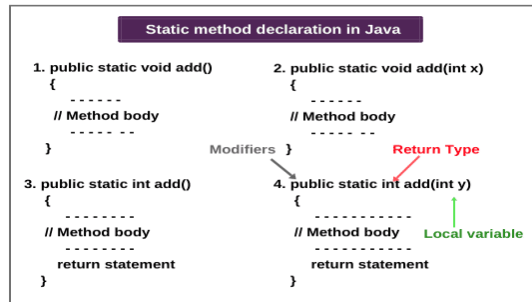 Static method declaration in Java
1. public static void add()
{
- - - - - -
// Method body
- - - - - - -
}
2. public static void add(int x)
{
- - - - - -
// Method body
- - - - - - -
}
Modifiers
Return Type
3. public static int add()
{
- - - - - - - -
// Method body
- - - - - - - -
return statement
}
4. public static int add(int y)
{
- - - - - - - - - - -
// Method body
- - - - - - - - - - -
return statement
}
Local variable